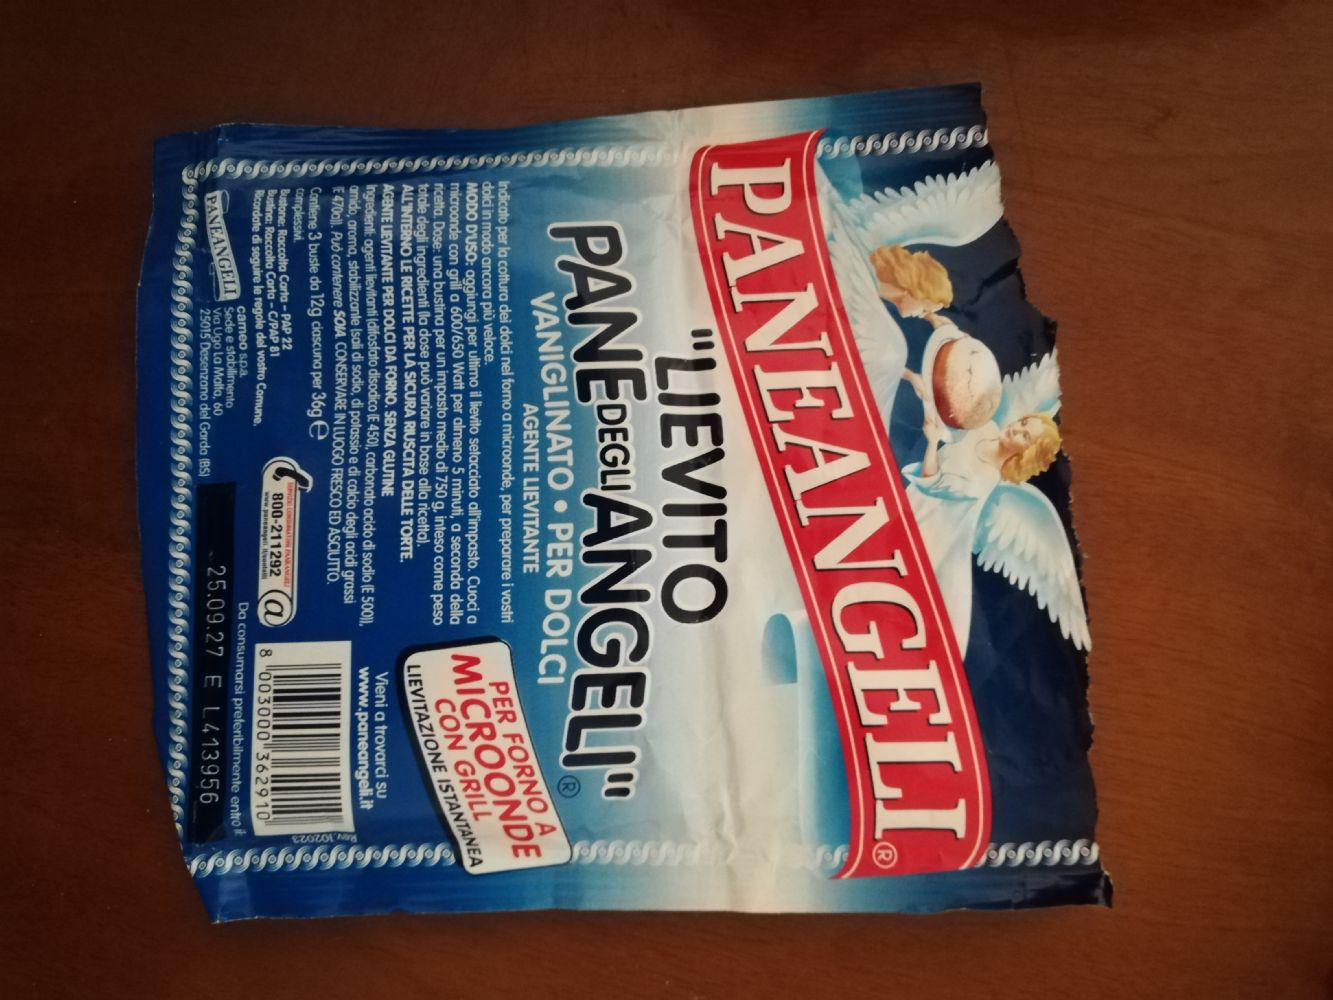 PANEANGELI®
"LIEVITO
PANE DEGLI ANGELI"®
VANIGLINATO • PER DOLCI
AGENTE LIEVITANTE
Indicato per la cottura dei dolci nel forno a microonde, per preparare i vostri
dolci in modo ancora più veloce.
MODO D'USO: aggiungi per ultimo il lievito setacciato all'impasto. Cuoci a
microonde con grill a 600/650 Watt per almeno 5 minuti, a seconda della
ricetta. Dose: una bustina per un impasto medio di 750 g, inteso come peso
totale degli ingredienti (la dose può variare in base alla ricetta).
ALL'INTERNO LE RICETTE PER LA SICURA RIUSCITA DELLE TORTE.
AGENTE LIEVITANTE PER DOLCI DA FORNO, SENZA GLUTINE
Ingredienti: agenti lievitanti (difosfato disodico (E 450), carbonato acido di sodio (E 500)),
amido, aroma, stabilizzante (sali di sodio, di potassio e di calcio degli acidi grassi
(E 470a)). Può contenere SOIA. CONSERVARE IN LUOGO FRESCO ED ASCIUTTO.
Contiene 3 buste da 12g ciascuna per 36g e
complessivi.
Bustone: Raccolta Carta - PAP 22
Bustina: Raccolta Carta - C/PAP 81
Ricordate di seguire le regole del vostro Comune.
PANEANGELI
cameo s.p.a.
Sede e stabilimento
Via Ugo La Malfa, 60
25015 Desenzano del Garda (BS)
SERVIZIO CONSUMATORI PANEANGELI
800-211292 @
PER FORNO A
MICROONDE
CON GRILL
LIEVITAZIONE ISTANTANEA
Vieni a trovarci su
www.paneangeli.it
8 003000 362910
Rev.102023
Da consumarsi preferibilmente entro il:
25.09.27 E L 413956